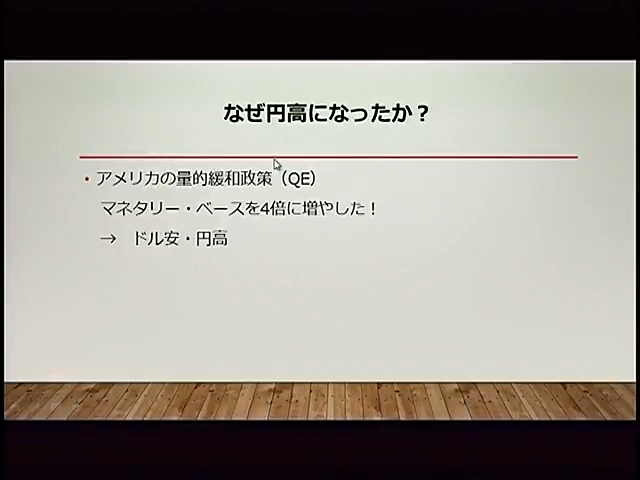 なぜ円高になったか？
• アメリカの量的緩和政策（QE）
マネタリー・ベースを4倍に増やした！
→　ドル安・円高